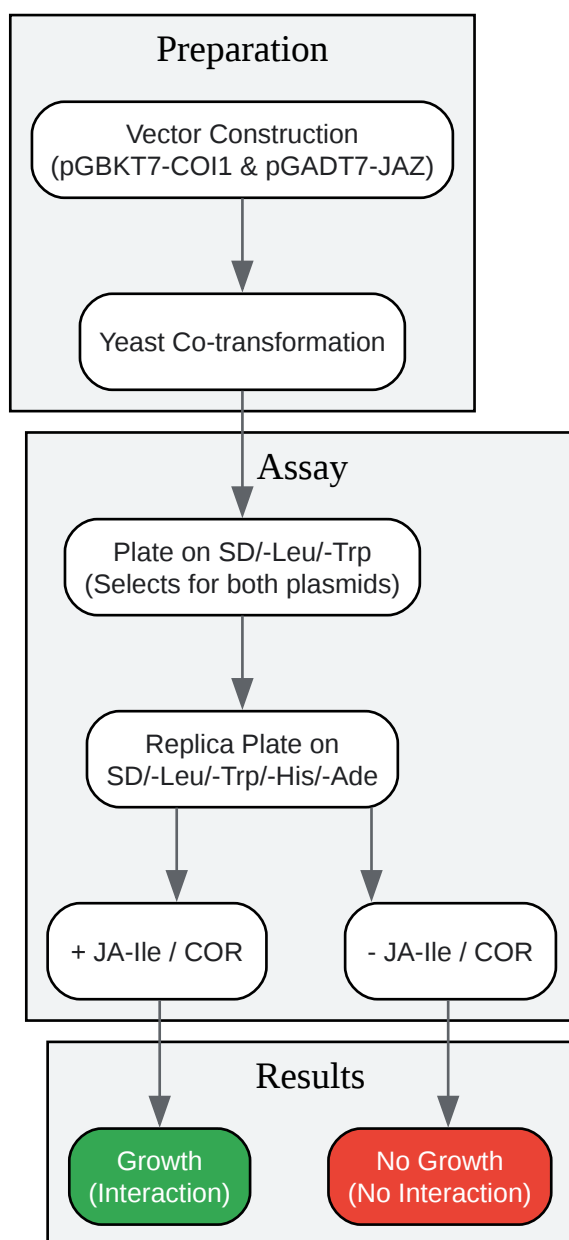 Preparation
Vector Construction
(pGBKT7-COI1 & pGADT7-JAZ)
Yeast Co-transformation
Assay
Plate on SD/-Leu/-Trp
(Selects for both plasmids)
Replica Plate on
SD/-Leu/-Trp/-His/-Ade
+ JA-Ile / COR
- JA-Ile / COR
Results
Growth
(Interaction)
No Growth
(No Interaction)